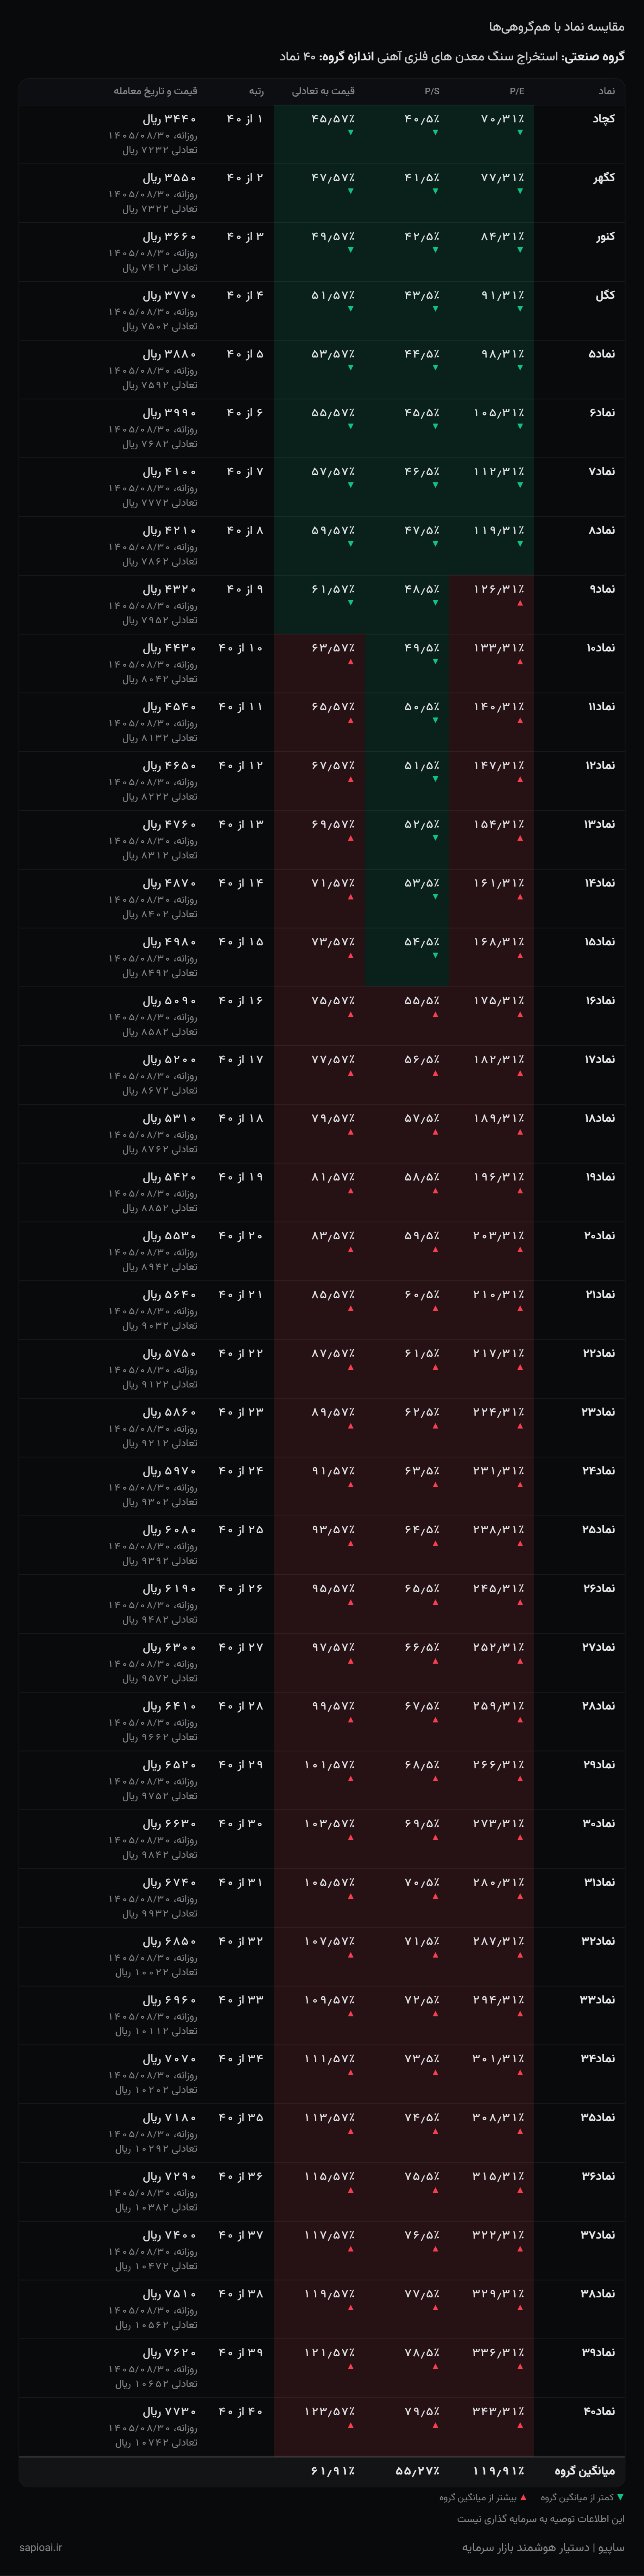 مقایسه نماد با هم‌گروهی‌ها
گروه صنعتی: استخراج سنگ معدن های فلزی آهنی اندازه گروه: ۴۰ نماد
نماد P/E P/S قیمت به تعادلی رتبه قیمت و تاریخ معامله
کچاد ۷۰٫۳۱٪ ▼ ۴۰٫۵٪ ▼ ۴۵٫۵۷٪ ▼ ۱ از ۴۰ ۳۴۴۰ ریال
روزانه، ۱۴۰۵/۰۸/۳۰
تعادلی ۷۲۳۲ ریال
کگهر ۷۷٫۳۱٪ ▼ ۴۱٫۵٪ ▼ ۴۷٫۵۷٪ ▼ ۲ از ۴۰ ۳۵۵۰ ریال
روزانه، ۱۴۰۵/۰۸/۳۰
تعادلی ۷۳۲۲ ریال
کنور ۸۴٫۳۱٪ ▼ ۴۲٫۵٪ ▼ ۴۹٫۵۷٪ ▼ ۳ از ۴۰ ۳۶۶۰ ریال
روزانه، ۱۴۰۵/۰۸/۳۰
تعادلی ۷۴۱۲ ریال
کگل ۹۱٫۳۱٪ ▼ ۴۳٫۵٪ ▼ ۵۱٫۵۷٪ ▼ ۴ از ۴۰ ۳۷۷۰ ریال
روزانه، ۱۴۰۵/۰۸/۳۰
تعادلی ۷۵۰۲ ریال
نماد۵ ۹۸٫۳۱٪ ▼ ۴۴٫۵٪ ▼ ۵۳٫۵۷٪ ▼ ۵ از ۴۰ ۳۸۸۰ ریال
روزانه، ۱۴۰۵/۰۸/۳۰
تعادلی ۷۵۹۲ ریال
نماد۶ ۱۰۵٫۳۱٪ ▼ ۴۵٫۵٪ ▼ ۵۵٫۵۷٪ ▼ ۶ از ۴۰ ۳۹۹۰ ریال
روزانه، ۱۴۰۵/۰۸/۳۰
تعادلی ۷۶۸۲ ریال
نماد۷ ۱۱۲٫۳۱٪ ▼ ۴۶٫۵٪ ▼ ۵۷٫۵۷٪ ▼ ۷ از ۴۰ ۴۱۰۰ ریال
روزانه، ۱۴۰۵/۰۸/۳۰
تعادلی ۷۷۷۲ ریال
نماد۸ ۱۱۹٫۳۱٪ ▼ ۴۷٫۵٪ ▼ ۵۹٫۵۷٪ ▼ ۸ از ۴۰ ۴۲۱۰ ریال
روزانه، ۱۴۰۵/۰۸/۳۰
تعادلی ۷۸۶۲ ریال
نماد۹ ۱۲۶٫۳۱٪ ▲ ۴۸٫۵٪ ▼ ۶۱٫۵۷٪ ▼ ۹ از ۴۰ ۴۳۲۰ ریال
روزانه، ۱۴۰۵/۰۸/۳۰
تعادلی ۷۹۵۲ ریال
نماد۱۰ ۱۳۳٫۳۱٪ ▲ ۴۹٫۵٪ ▼ ۶۳٫۵۷٪ ▲ ۱۰ از ۴۰ ۴۴۳۰ ریال
روزانه، ۱۴۰۵/۰۸/۳۰
تعادلی ۸۰۴۲ ریال
نماد۱۱ ۱۴۰٫۳۱٪ ▲ ۵۰٫۵٪ ▼ ۶۵٫۵۷٪ ▲ ۱۱ از ۴۰ ۴۵۴۰ ریال
روزانه، ۱۴۰۵/۰۸/۳۰
تعادلی ۸۱۳۲ ریال
نماد۱۲ ۱۴۷٫۳۱٪ ▲ ۵۱٫۵٪ ▼ ۶۷٫۵۷٪ ▲ ۱۲ از ۴۰ ۴۶۵۰ ریال
روزانه، ۱۴۰۵/۰۸/۳۰
تعادلی ۸۲۲۲ ریال
نماد۱۳ ۱۵۴٫۳۱٪ ▲ ۵۲٫۵٪ ▼ ۶۹٫۵۷٪ ▲ ۱۳ از ۴۰ ۴۷۶۰ ریال
روزانه، ۱۴۰۵/۰۸/۳۰
تعادلی ۸۳۱۲ ریال
نماد۱۴ ۱۶۱٫۳۱٪ ▲ ۵۳٫۵٪ ▼ ۷۱٫۵۷٪ ▲ ۱۴ از ۴۰ ۴۸۷۰ ریال
روزانه، ۱۴۰۵/۰۸/۳۰
تعادلی ۸۴۰۲ ریال
نماد۱۵ ۱۶۸٫۳۱٪ ▲ ۵۴٫۵٪ ▼ ۷۳٫۵۷٪ ▲ ۱۵ از ۴۰ ۴۹۸۰ ریال
روزانه، ۱۴۰۵/۰۸/۳۰
تعادلی ۸۴۹۲ ریال
نماد۱۶ ۱۷۵٫۳۱٪ ▲ ۵۵٫۵٪ ▲ ۷۵٫۵۷٪ ▲ ۱۶ از ۴۰ ۵۰۹۰ ریال
روزانه، ۱۴۰۵/۰۸/۳۰
تعادلی ۸۵۸۲ ریال
نماد۱۷ ۱۸۲٫۳۱٪ ▲ ۵۶٫۵٪ ▲ ۷۷٫۵۷٪ ▲ ۱۷ از ۴۰ ۵۲۰۰ ریال
روزانه، ۱۴۰۵/۰۸/۳۰
تعادلی ۸۶۷۲ ریال
نماد۱۸ ۱۸۹٫۳۱٪ ▲ ۵۷٫۵٪ ▲ ۷۹٫۵۷٪ ▲ ۱۸ از ۴۰ ۵۳۱۰ ریال
روزانه، ۱۴۰۵/۰۸/۳۰
تعادلی ۸۷۶۲ ریال
نماد۱۹ ۱۹۶٫۳۱٪ ▲ ۵۸٫۵٪ ▲ ۸۱٫۵۷٪ ▲ ۱۹ از ۴۰ ۵۴۲۰ ریال
روزانه، ۱۴۰۵/۰۸/۳۰
تعادلی ۸۸۵۲ ریال
نماد۲۰ ۲۰۳٫۳۱٪ ▲ ۵۹٫۵٪ ▲ ۸۳٫۵۷٪ ▲ ۲۰ از ۴۰ ۵۵۳۰ ریال
روزانه، ۱۴۰۵/۰۸/۳۰
تعادلی ۸۹۴۲ ریال
نماد۲۱ ۲۱۰٫۳۱٪ ▲ ۶۰٫۵٪ ▲ ۸۵٫۵۷٪ ▲ ۲۱ از ۴۰ ۵۶۴۰ ریال
روزانه، ۱۴۰۵/۰۸/۳۰
تعادلی ۹۰۳۲ ریال
نماد۲۲ ۲۱۷٫۳۱٪ ▲ ۶۱٫۵٪ ▲ ۸۷٫۵۷٪ ▲ ۲۲ از ۴۰ ۵۷۵۰ ریال
روزانه، ۱۴۰۵/۰۸/۳۰
تعادلی ۹۱۲۲ ریال
نماد۲۳ ۲۲۴٫۳۱٪ ▲ ۶۲٫۵٪ ▲ ۸۹٫۵۷٪ ▲ ۲۳ از ۴۰ ۵۸۶۰ ریال
روزانه، ۱۴۰۵/۰۸/۳۰
تعادلی ۹۲۱۲ ریال
نماد۲۴ ۲۳۱٫۳۱٪ ▲ ۶۳٫۵٪ ▲ ۹۱٫۵۷٪ ▲ ۲۴ از ۴۰ ۵۹۷۰ ریال
روزانه، ۱۴۰۵/۰۸/۳۰
تعادلی ۹۳۰۲ ریال
نماد۲۵ ۲۳۸٫۳۱٪ ▲ ۶۴٫۵٪ ▲ ۹۳٫۵۷٪ ▲ ۲۵ از ۴۰ ۶۰۸۰ ریال
روزانه، ۱۴۰۵/۰۸/۳۰
تعادلی ۹۳۹۲ ریال
نماد۲۶ ۲۴۵٫۳۱٪ ▲ ۶۵٫۵٪ ▲ ۹۵٫۵۷٪ ▲ ۲۶ از ۴۰ ۶۱۹۰ ریال
روزانه، ۱۴۰۵/۰۸/۳۰
تعادلی ۹۴۸۲ ریال
نماد۲۷ ۲۵۲٫۳۱٪ ▲ ۶۶٫۵٪ ▲ ۹۷٫۵۷٪ ▲ ۲۷ از ۴۰ ۶۳۰۰ ریال
روزانه، ۱۴۰۵/۰۸/۳۰
تعادلی ۹۵۷۲ ریال
نماد۲۸ ۲۵۹٫۳۱٪ ▲ ۶۷٫۵٪ ▲ ۹۹٫۵۷٪ ▲ ۲۸ از ۴۰ ۶۴۱۰ ریال
روزانه، ۱۴۰۵/۰۸/۳۰
تعادلی ۹۶۶۲ ریال
نماد۲۹ ۲۶۶٫۳۱٪ ▲ ۶۸٫۵٪ ▲ ۱۰۱٫۵۷٪ ▲ ۲۹ از ۴۰ ۶۵۲۰ ریال
روزانه، ۱۴۰۵/۰۸/۳۰
تعادلی ۹۷۵۲ ریال
نماد۳۰ ۲۷۳٫۳۱٪ ▲ ۶۹٫۵٪ ▲ ۱۰۳٫۵۷٪ ▲ ۳۰ از ۴۰ ۶۶۳۰ ریال
روزانه، ۱۴۰۵/۰۸/۳۰
تعادلی ۹۸۴۲ ریال
نماد۳۱ ۲۸۰٫۳۱٪ ▲ ۷۰٫۵٪ ▲ ۱۰۵٫۵۷٪ ▲ ۳۱ از ۴۰ ۶۷۴۰ ریال
روزانه، ۱۴۰۵/۰۸/۳۰
تعادلی ۹۹۳۲ ریال
نماد۳۲ ۲۸۷٫۳۱٪ ▲ ۷۱٫۵٪ ▲ ۱۰۷٫۵۷٪ ▲ ۳۲ از ۴۰ ۶۸۵۰ ریال
روزانه، ۱۴۰۵/۰۸/۳۰
تعادلی ۱۰۰۲۲ ریال
نماد۳۳ ۲۹۴٫۳۱٪ ▲ ۷۲٫۵٪ ▲ ۱۰۹٫۵۷٪ ▲ ۳۳ از ۴۰ ۶۹۶۰ ریال
روزانه، ۱۴۰۵/۰۸/۳۰
تعادلی ۱۰۱۱۲ ریال
نماد۳۴ ۳۰۱٫۳۱٪ ▲ ۷۳٫۵٪ ▲ ۱۱۱٫۵۷٪ ▲ ۳۴ از ۴۰ ۷۰۷۰ ریال
روزانه، ۱۴۰۵/۰۸/۳۰
تعادلی ۱۰۲۰۲ ریال
نماد۳۵ ۳۰۸٫۳۱٪ ▲ ۷۴٫۵٪ ▲ ۱۱۳٫۵۷٪ ▲ ۳۵ از ۴۰ ۷۱۸۰ ریال
روزانه، ۱۴۰۵/۰۸/۳۰
تعادلی ۱۰۲۹۲ ریال
نماد۳۶ ۳۱۵٫۳۱٪ ▲ ۷۵٫۵٪ ▲ ۱۱۵٫۵۷٪ ▲ ۳۶ از ۴۰ ۷۲۹۰ ریال
روزانه، ۱۴۰۵/۰۸/۳۰
تعادلی ۱۰۳۸۲ ریال
نماد۳۷ ۳۲۲٫۳۱٪ ▲ ۷۶٫۵٪ ▲ ۱۱۷٫۵۷٪ ▲ ۳۷ از ۴۰ ۷۴۰۰ ریال
روزانه، ۱۴۰۵/۰۸/۳۰
تعادلی ۱۰۴۷۲ ریال
نماد۳۸ ۳۲۹٫۳۱٪ ▲ ۷۷٫۵٪ ▲ ۱۱۹٫۵۷٪ ▲ ۳۸ از ۴۰ ۷۵۱۰ ریال
روزانه، ۱۴۰۵/۰۸/۳۰
تعادلی ۱۰۵۶۲ ریال
نماد۳۹ ۳۳۶٫۳۱٪ ▲ ۷۸٫۵٪ ▲ ۱۲۱٫۵۷٪ ▲ ۳۹ از ۴۰ ۷۶۲۰ ریال
روزانه، ۱۴۰۵/۰۸/۳۰
تعادلی ۱۰۶۵۲ ریال
نماد۴۰ ۳۴۳٫۳۱٪ ▲ ۷۹٫۵٪ ▲ ۱۲۳٫۵۷٪ ▲ ۴۰ از ۴۰ ۷۷۳۰ ریال
روزانه، ۱۴۰۵/۰۸/۳۰
تعادلی ۱۰۷۴۲ ریال
میانگین گروه ۱۱۹٫۹۱٪ ۵۵٫۲۷٪ ۶۱٫۹۱٪
▼ کمتر از میانگین گروه ▲ بیشتر از میانگین گروه
این اطلاعات توصیه به سرمایه گذاری نیست
ساپیو | دستیار هوشمند بازار سرمایه sapioai.ir